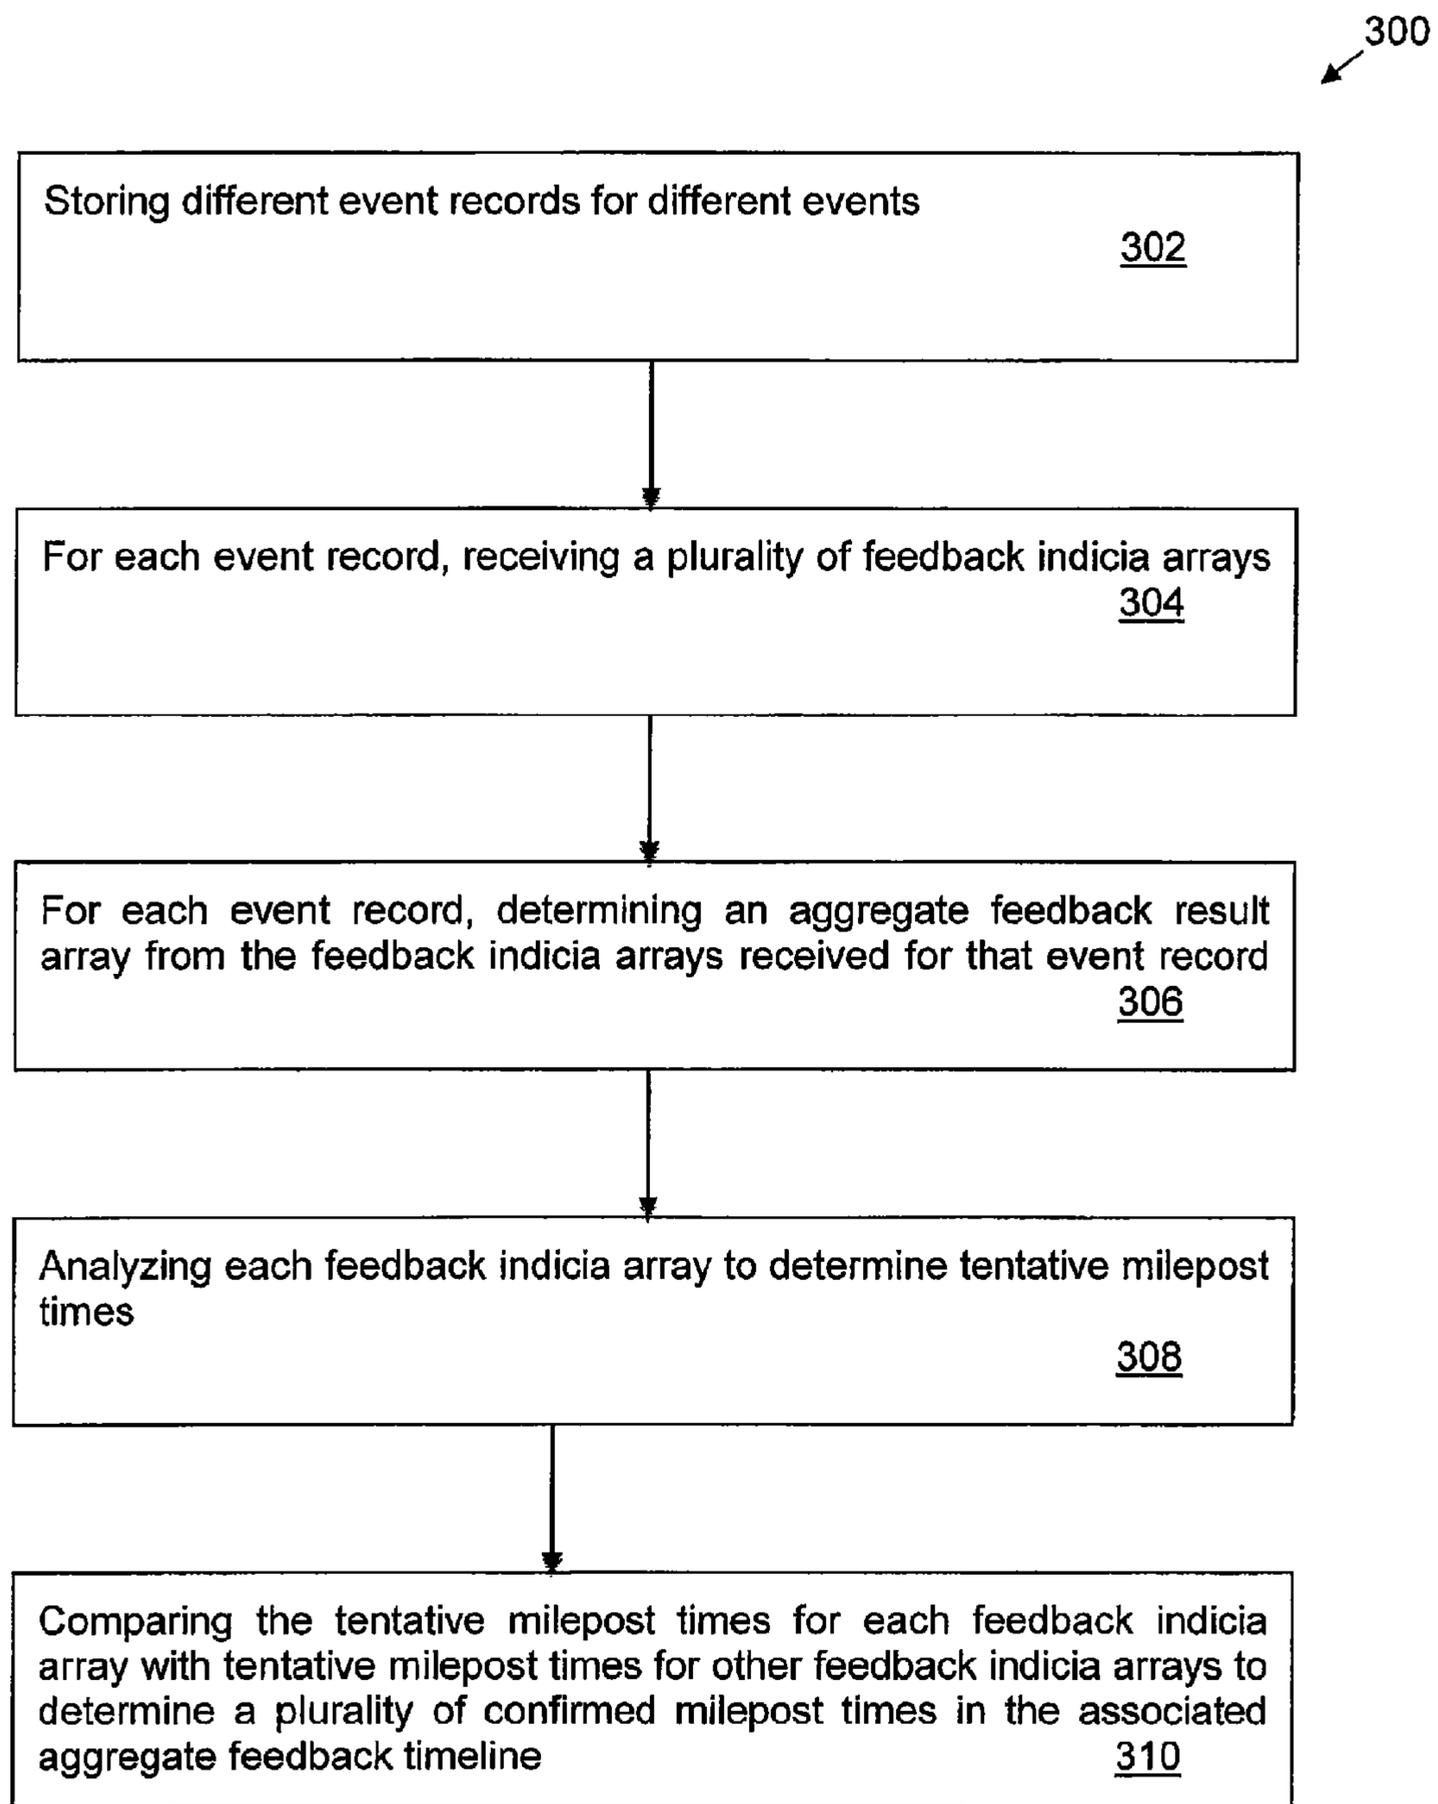 300
Storing different event records for different events
302
For each event record, receiving a plurality of feedback indicia arrays
304
For each event record, determining an aggregate feedback result
array from the feedback indicia arrays received for that event record
306
Analyzing each feedback indicia array to determine tentative milepost
times
308
Comparing the tentative milepost times for each feedback indicia
array with tentative milepost times for other feedback indicia arrays to
determine a plurality of confirmed milepost times in the associated
aggregate feedback timeline 310